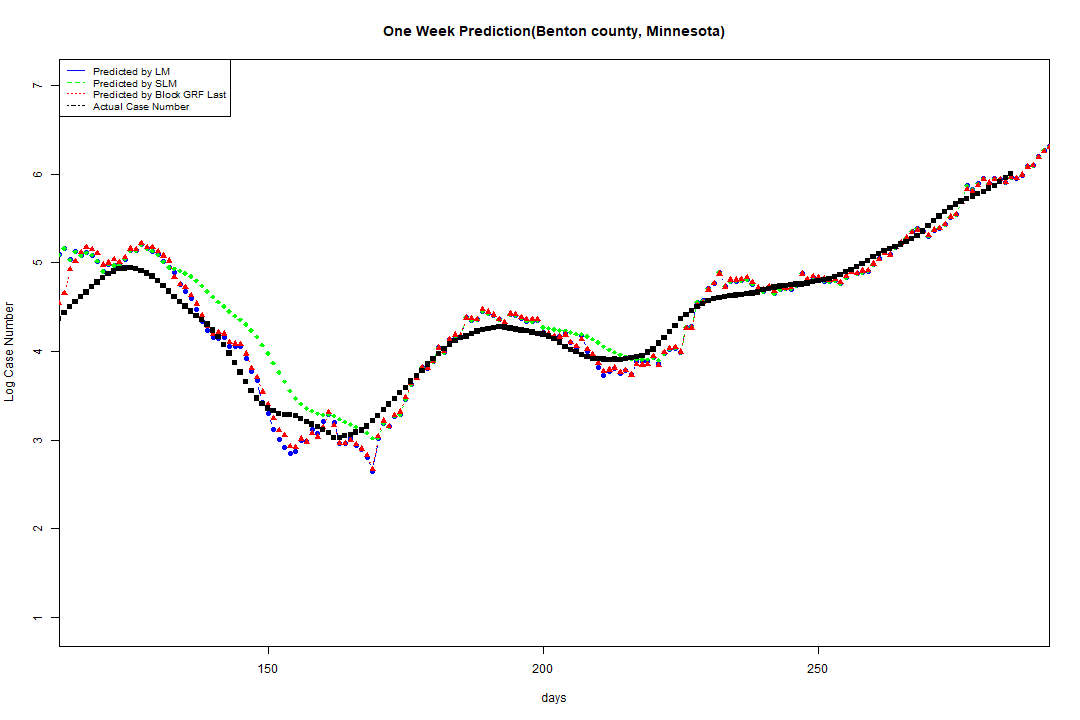 One Week Prediction(Benton county, Minnesota)
Predicted by LM
Predicted by SLM
Predicted by Block GRF Last
Actual Case Number
7
6
5
4
3
2
1
Log Case Number
150
200
250
days